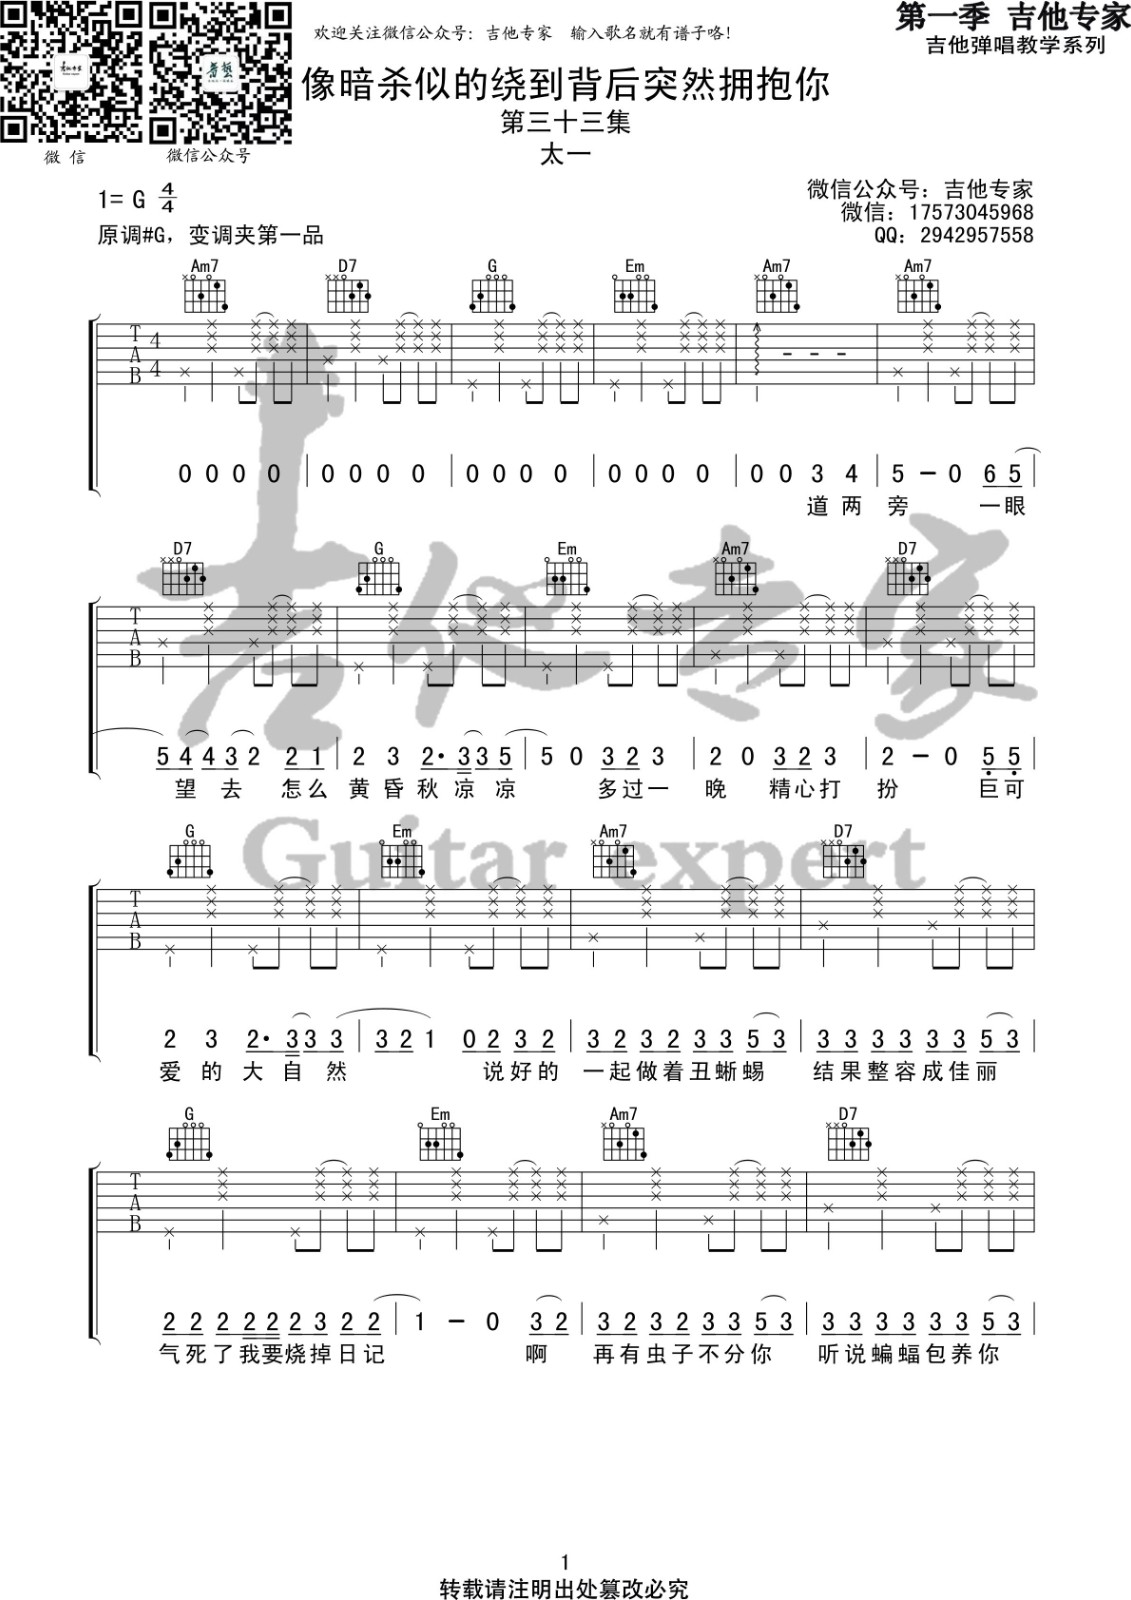 欢迎关注微信公众号：吉他专家　输入歌名就有谱子咯！
第一季 吉他专家
吉他弹唱教学系列
像暗杀似的绕到背后突然拥抱你
第三十三集
太一
微 信
微信公众号
1= G 4/4
原调#G，变调夹第一品
微信公众号：吉他专家
微信：17573045968
QQ：2942957558
Am7 D7 G Em Am7 Am7
T A B 4 4
0 0 0 0 | 0 0 0 0 | 0 0 0 0 | 0 0 0 0 | 0 0 3 4 | 5 － 0 6 5 |
道 两 旁 一 眼
D7 G Em Am7 D7
T A B
5 4 4 3 2 2 1 | 2 3 2· 3 3 5 | 5 0 3 2 3 | 2 0 3 2 3 | 2 － 0 5 5 |
望 去 怎 么 黄 昏 秋 凉 凉 多 过 一 晚 精 心 打 扮 巨 可
G Em Am7 D7
T A B
2 3 2· 3 3 3 | 3 2 1 0 2 3 2 | 3 2 3 2 3 3 5 3 | 3 3 3 3 3 3 5 3 |
爱 的 大 自 然 说 好 的 一 起 做 着 丑 蜥 蜴 结 果 整 容 成 佳 丽
G Em Am7 D7
T A B
2 2 2 2 2 2 3 2 2 | 1 － 0 3 2 | 3 2 3 2 3 3 5 3 | 3 3 3 3 3 3 5 3 |
气 死 了 我 要 烧 掉 日 记 啊 再 有 虫 子 不 分 你 听 说 蝙 蝠 包 养 你
吉他专家
Guitar expert
1
转载请注明出处篡改必究